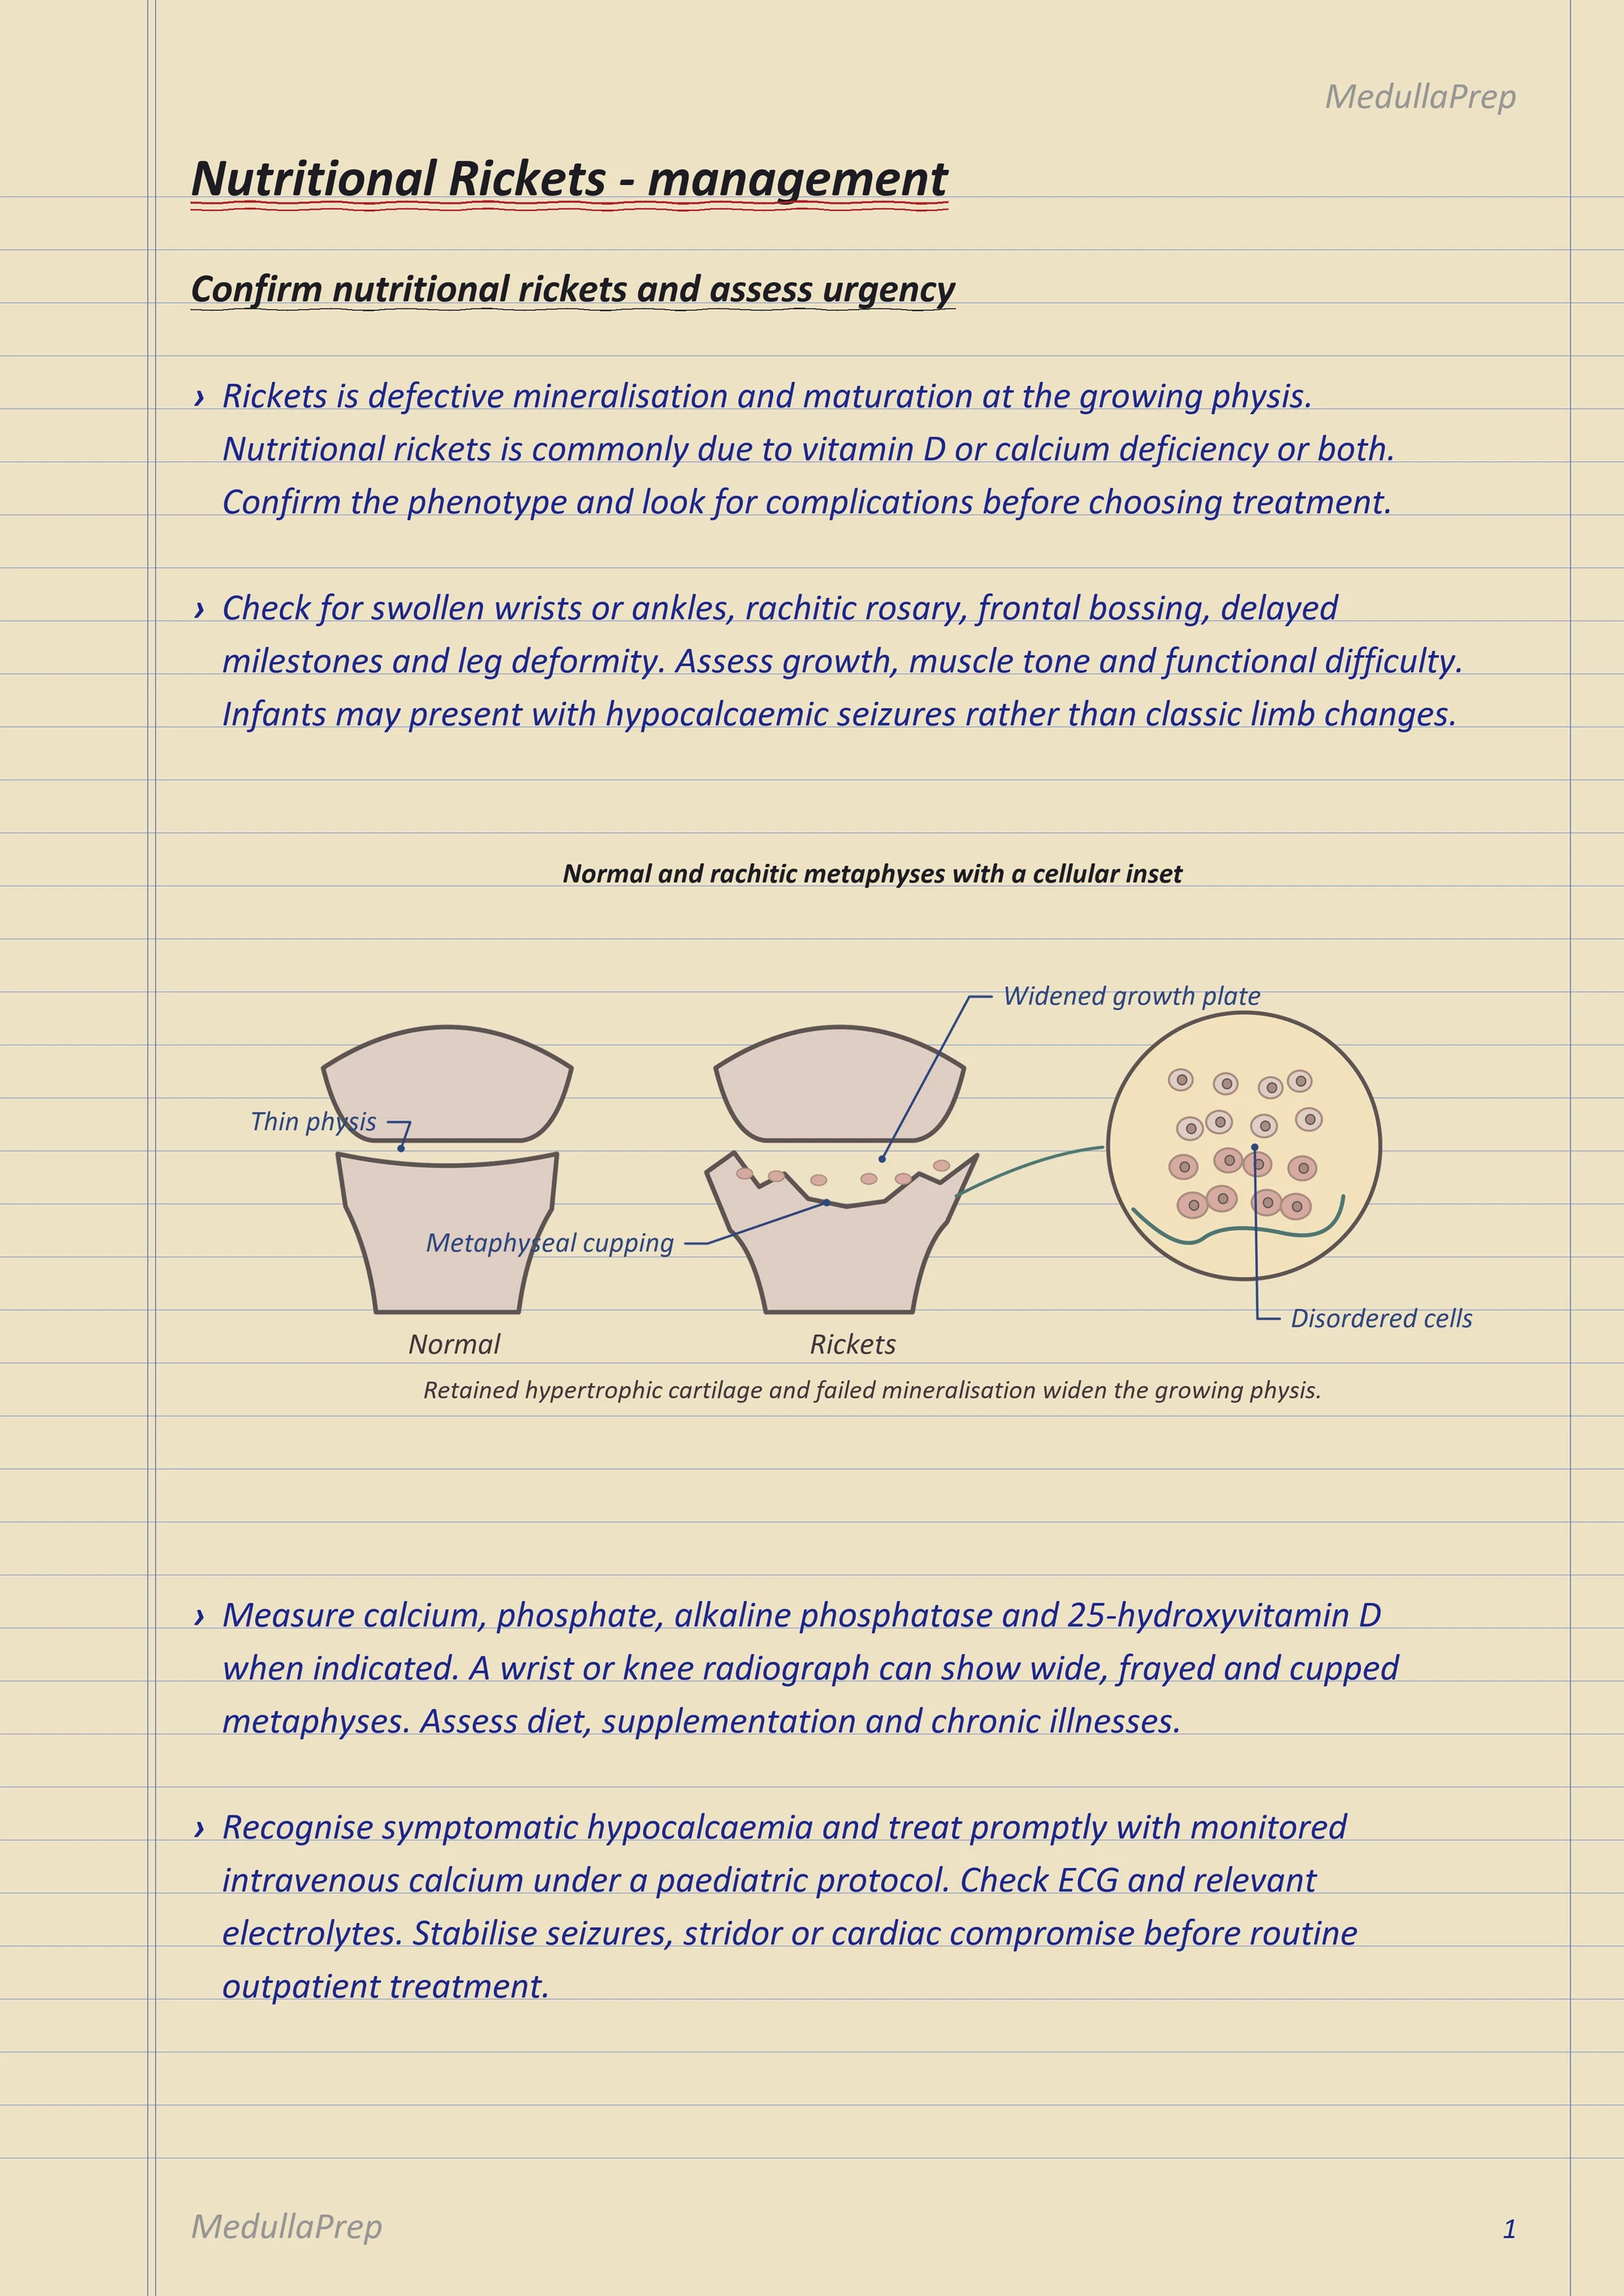 MedullaPrep
Nutritional Rickets - management
Confirm nutritional rickets and assess urgency
› Rickets is defective mineralisation and maturation at the growing physis.
Nutritional rickets is commonly due to vitamin D or calcium deficiency or both.
Confirm the phenotype and look for complications before choosing treatment.
› Check for swollen wrists or ankles, rachitic rosary, frontal bossing, delayed
milestones and leg deformity. Assess growth, muscle tone and functional difficulty.
Infants may present with hypocalcaemic seizures rather than classic limb changes.
Normal and rachitic metaphyses with a cellular inset
Widened growth plate
Thin physis
Metaphyseal cupping
Disordered cells
Normal
Rickets
Retained hypertrophic cartilage and failed mineralisation widen the growing physis.
› Measure calcium, phosphate, alkaline phosphatase and 25-hydroxyvitamin D
when indicated. A wrist or knee radiograph can show wide, frayed and cupped
metaphyses. Assess diet, supplementation and chronic illnesses.
› Recognise symptomatic hypocalcaemia and treat promptly with monitored
intravenous calcium under a paediatric protocol. Check ECG and relevant
electrolytes. Stabilise seizures, stridor or cardiac compromise before routine
outpatient treatment.
MedullaPrep
1